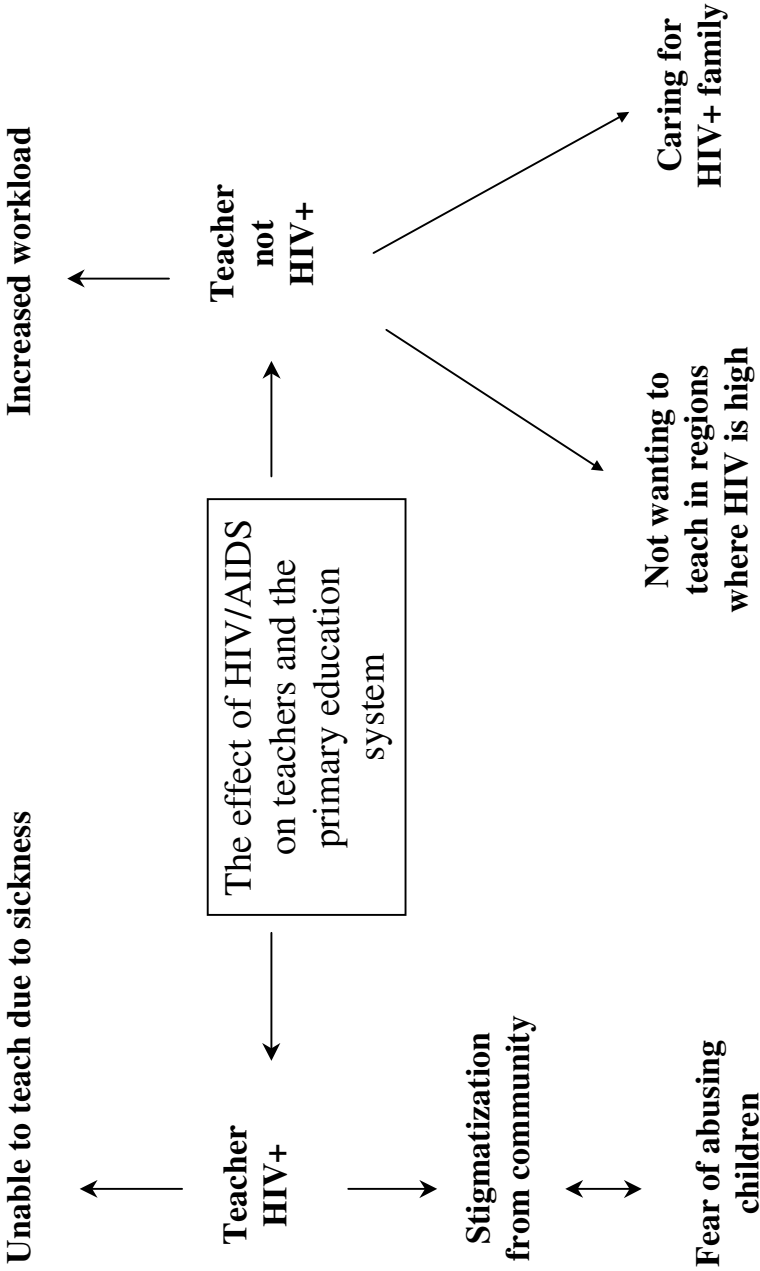 Unable to teach due to sickness
Increased workload
Teacher
HIV+
The effect of HIV/AIDS
on teachers and the
primary education
system
Teacher
not
HIV+
Stigmatization
from community
Fear of abusing
children
Not wanting to
teach in regions
where HIV is high
Caring for
HIV+ family